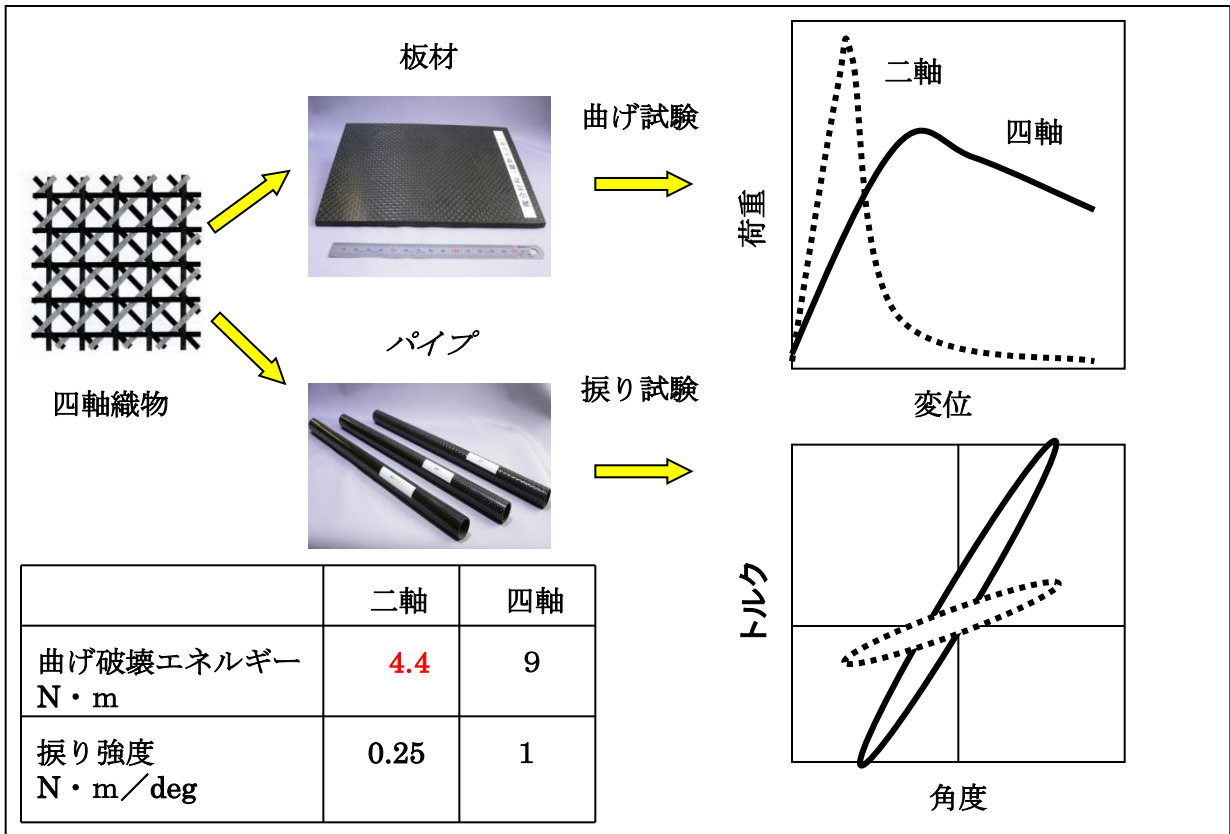 板材
二軸
四軸
荷重
変位
曲げ試験
四軸織物
パイプ
捩り試験
トルク
角度
二軸 四軸
曲げ破壊エネルギー 4.4 9
N・m
捩り強度 0.25 1
N・m／deg